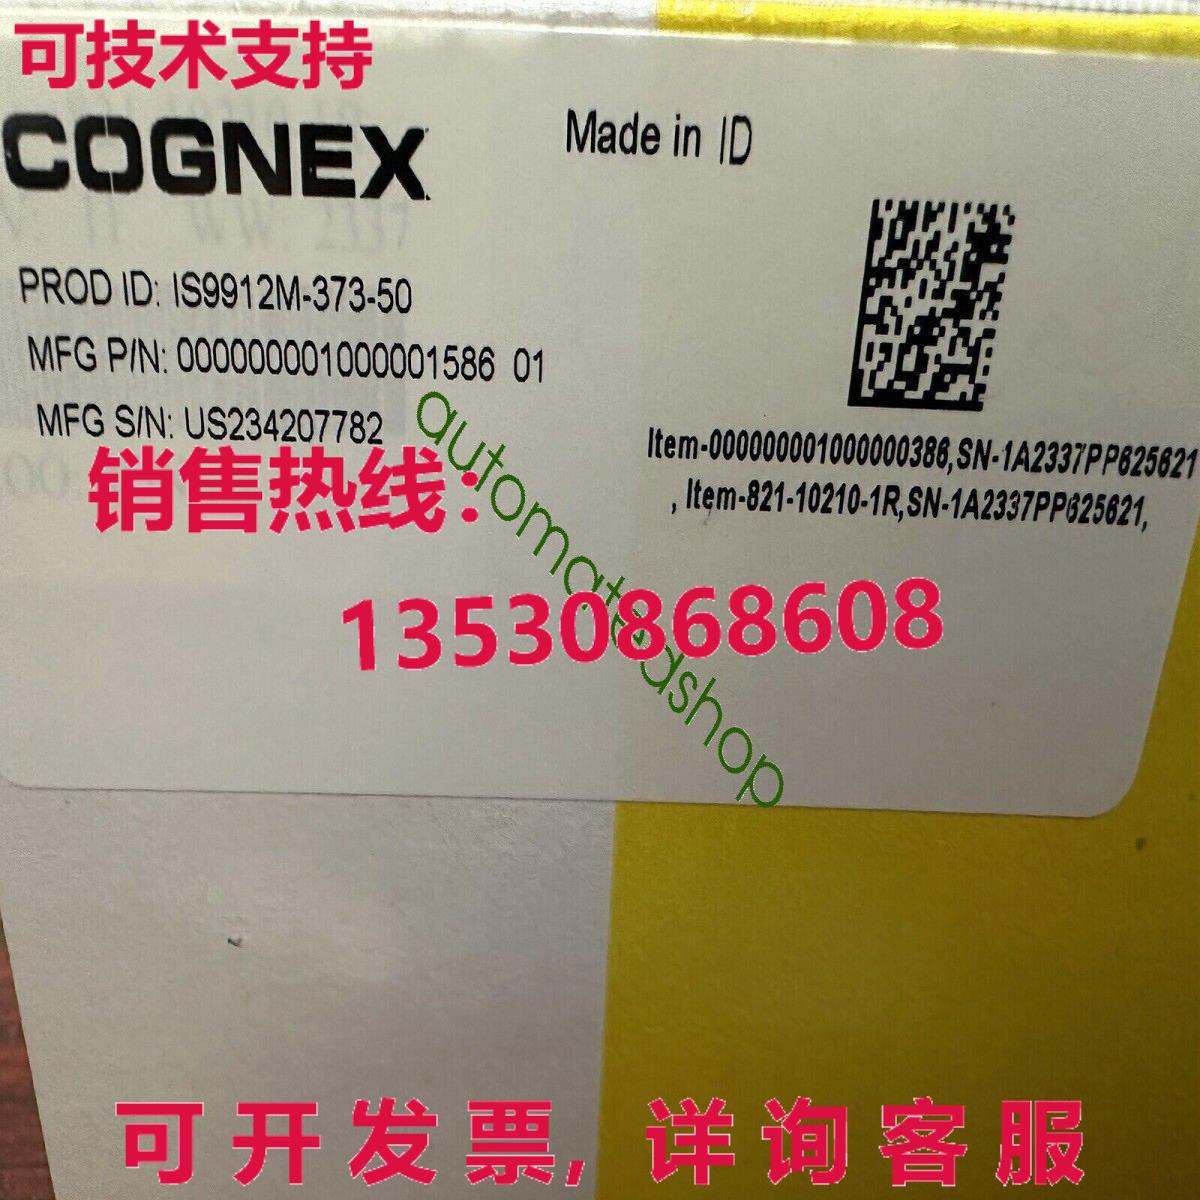 可技术支持
COGNEX
Made in ID
PROD ID: IS9912M-373-50
MFG P/N: 000000001000001586 01
MFG S/N: US234207782
Item-000000001000000386,SN-1A2337PP625621
, Item-821-10210-1R,SN-1A2337PP625621,
销售热线：
13530868608
automatedshop
可开发票, 详询客服